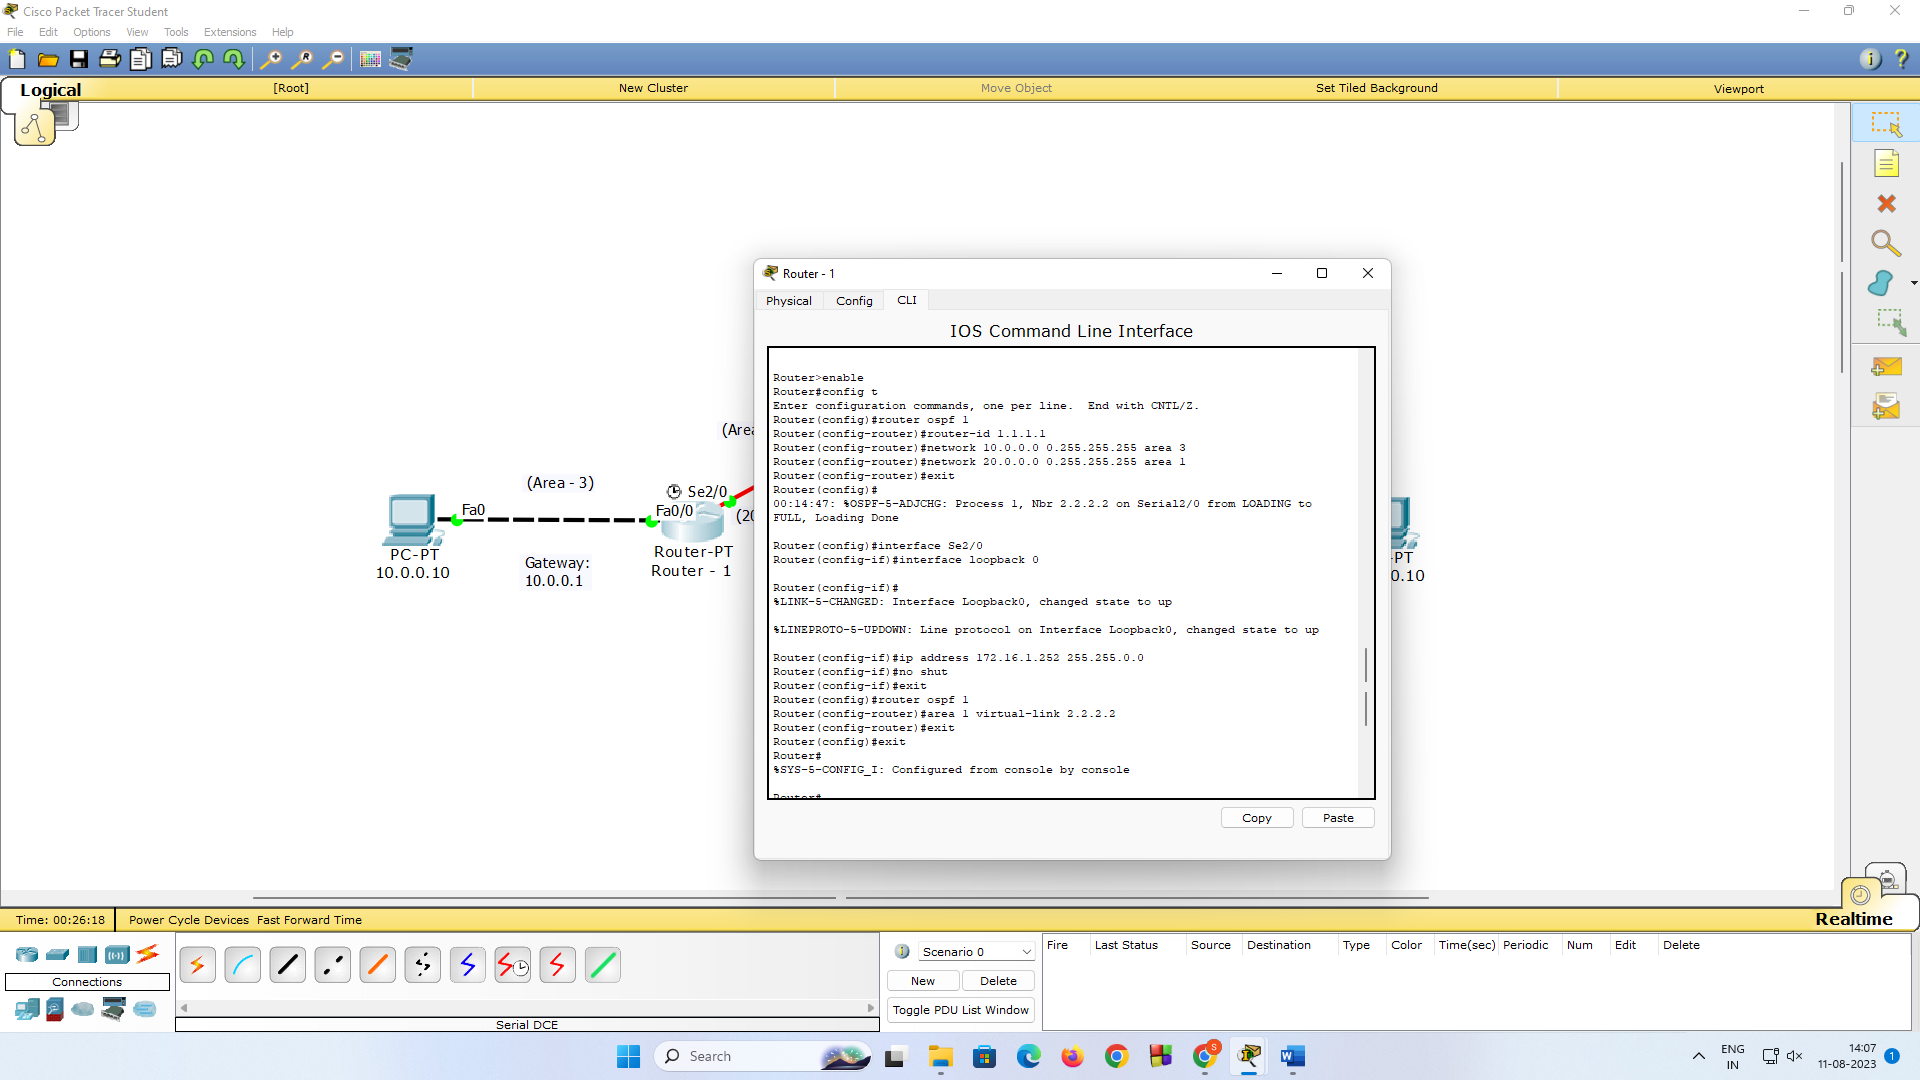 Cisco Packet Tracer Student
File Edit Options View Tools Extensions Help
Logical [Root] New Cluster Move Object Set Tiled Background Viewport
(Area - 3)
Fa0
Se2/0
Fa0/0
PC-PT
10.0.0.10
Gateway:
10.0.0.1
Router-PT
Router - 1
(Area
(20
-PT
0.10
Router - 1
Physical Config CLI
IOS Command Line Interface
Router>enable
Router#config t
Enter configuration commands, one per line.  End with CNTL/Z.
Router(config)#router ospf 1
Router(config-router)#router-id 1.1.1.1
Router(config-router)#network 10.0.0.0 0.255.255.255 area 3
Router(config-router)#network 20.0.0.0 0.255.255.255 area 1
Router(config-router)#exit
Router(config)#
00:14:47: %OSPF-5-ADJCHG: Process 1, Nbr 2.2.2.2 on Serial2/0 from LOADING to
FULL, Loading Done
Router(config)#interface Se2/0
Router(config-if)#interface loopback 0
Router(config-if)#
%LINK-5-CHANGED: Interface Loopback0, changed state to up
%LINEPROTO-5-UPDOWN: Line protocol on Interface Loopback0, changed state to up
Router(config-if)#ip address 172.16.1.252 255.255.0.0
Router(config-if)#no shut
Router(config-if)#exit
Router(config)#router ospf 1
Router(config-router)#area 1 virtual-link 2.2.2.2
Router(config-router)#exit
Router(config)#exit
Router#
%SYS-5-CONFIG_I: Configured from console by console
Router#
Copy Paste
Time: 00:26:18 Power Cycle Devices Fast Forward Time
Realtime
Connections
Serial DCE
Scenario 0
New Delete
Toggle PDU List Window
Fire Last Status Source Destination Type Color Time(sec) Periodic Num Edit Delete
Search
S
W
ENG
IN
14:07
11-08-2023
1